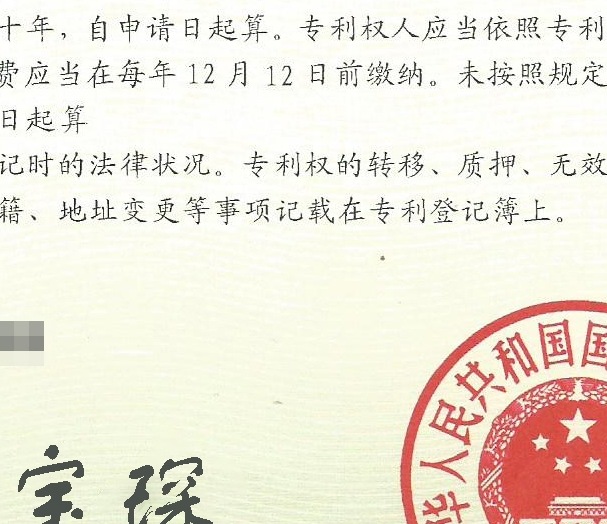 十年，自申请日起算。专利权人应当依照专利
费应当在每年 12 月 12 日前缴纳。未按照规定
日起算
记时的法律状况。专利权的转移、质押、无效
籍、地址变更等事项记载在专利登记簿上。
华人民共和国国
宝琛